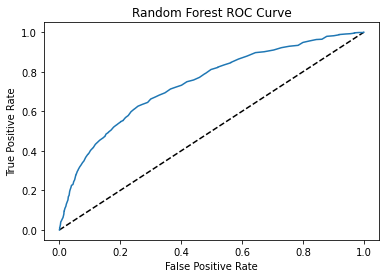 Random Forest ROC Curve
True Positive Rate
1.0
0.8
0.6
0.4
0.2
0.0
0.0 0.2 0.4 0.6 0.8 1.0
False Positive Rate